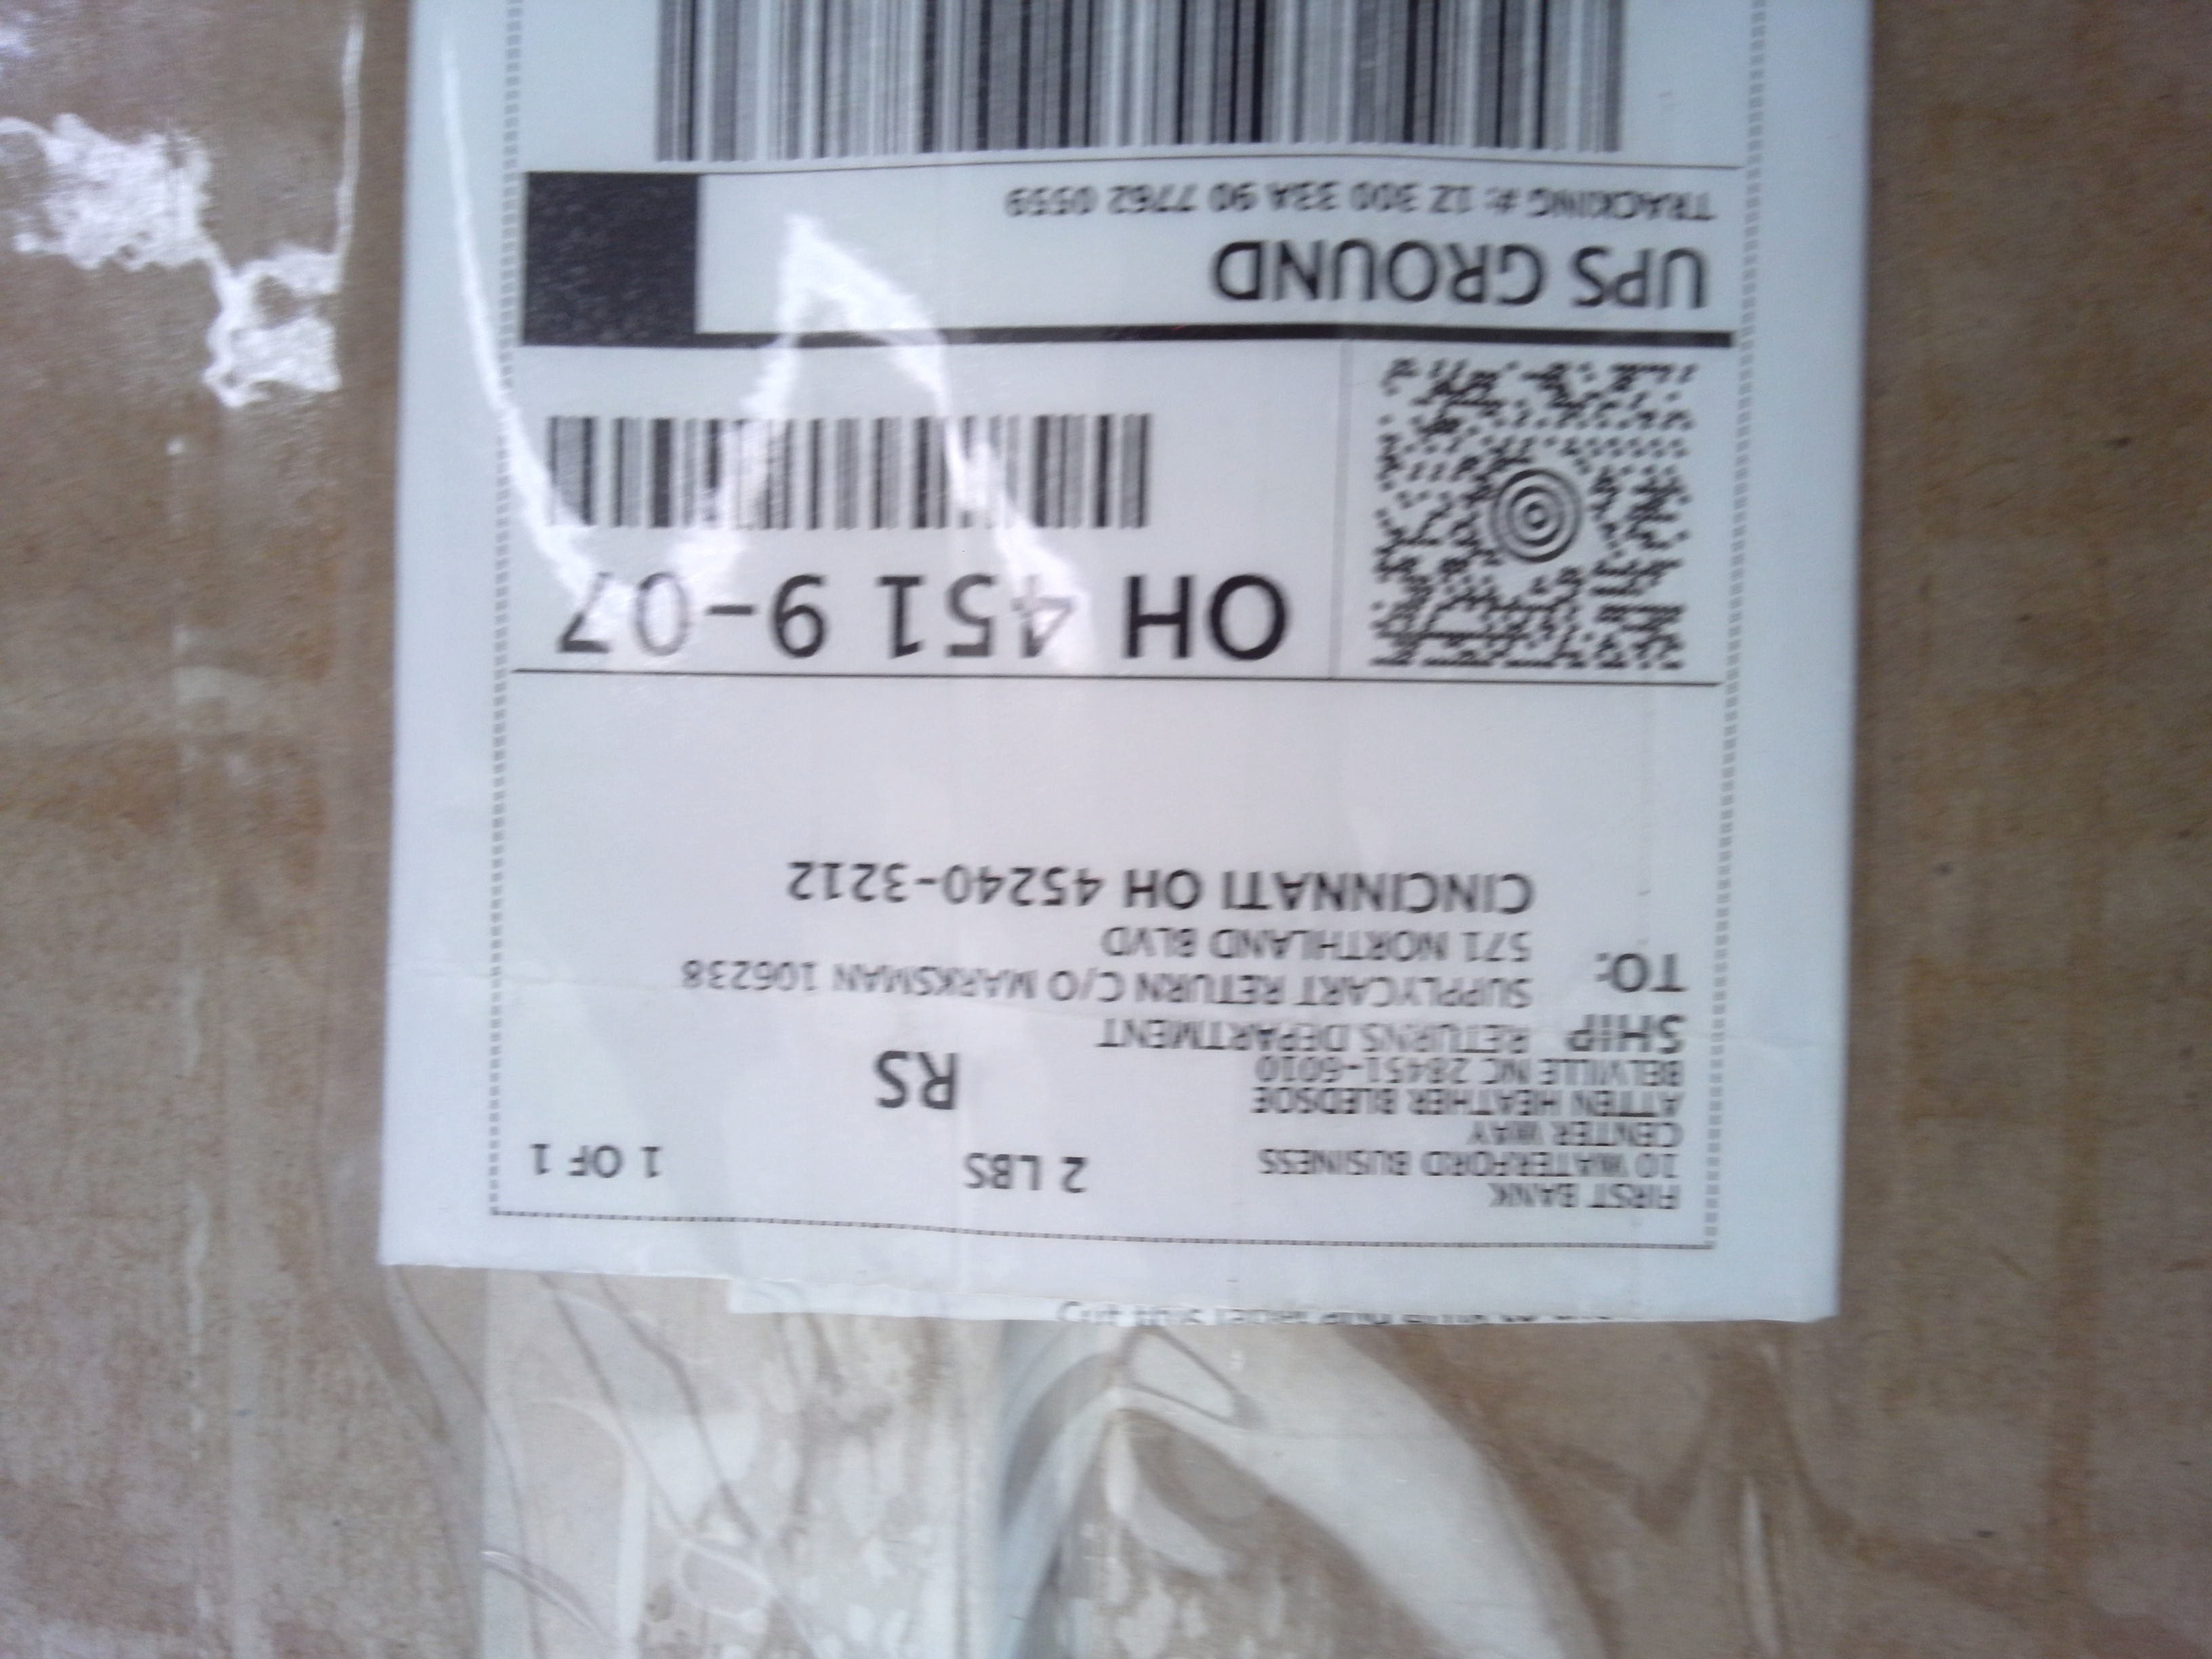 FIRST BANK
10 WATERFORD BUSINESS
CENTER WAY
ATTEN HEATHER BLEDSOE
BELVILLE NC 28451-6010
2 LBS
1 OF 1
RS
SHIP
TO:
RETURNS DEPARTMENT
SUPPLYCART RETURN C/O MARKSMAN 106238
571 NORTHLAND BLVD
CINCINNATI OH 45240-3212
OH 451 9-07
UPS GROUND
TRACKING #: 1Z 300 33A 90 7762 0559